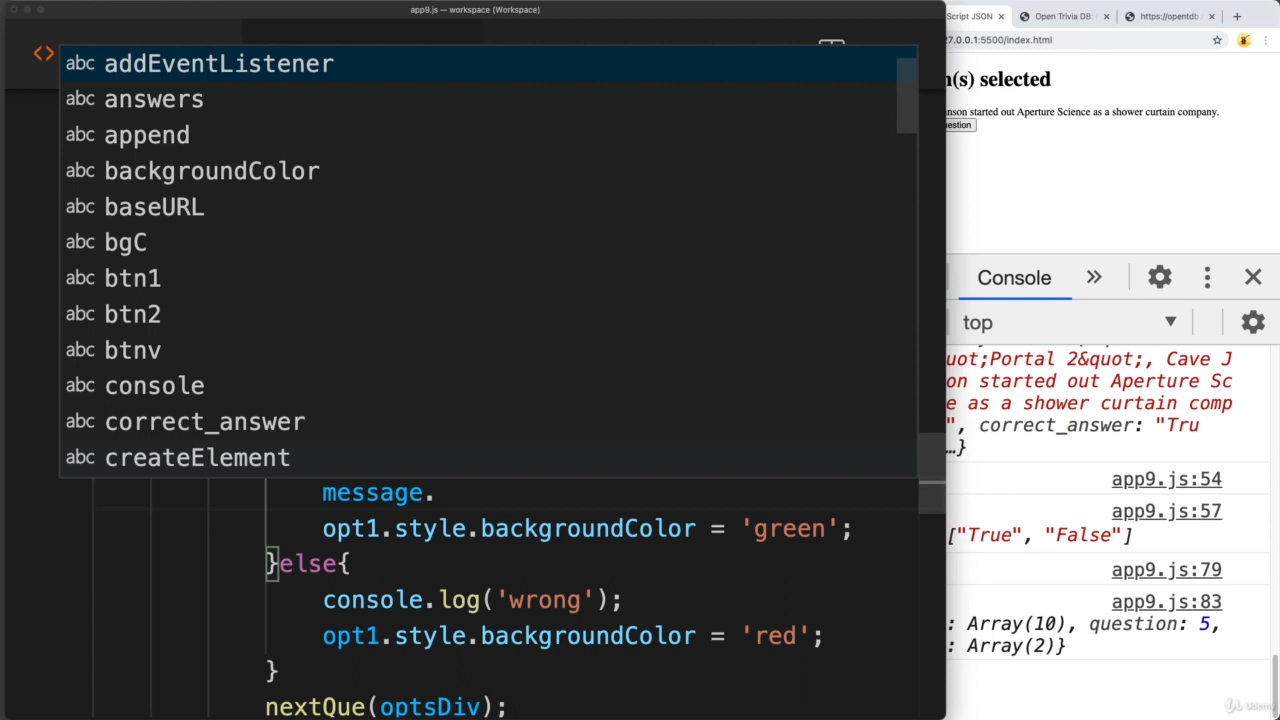 app9.js — workspace (Workspace)
Script JSON ×
Open Trivia DB: ×
https://opentdb. ×
+
27.0.0.1:5500/index.html
<>
n(s) selected
nson started out Aperture Science as a shower curtain company.
estion
abc addEventListener
abc answers
abc append
abc backgroundColor
abc baseURL
abc bgC
abc btn1
abc btn2
abc btnv
abc console
abc correct_answer
abc createElement
message.
opt1.style.backgroundColor = 'green';
}else{
console.log('wrong');
opt1.style.backgroundColor = 'red';
}
nextQue(optsDiv);
Console »
top ▼
uot;Portal 2&quot;, Cave J
on started out Aperture Sc
e as a shower curtain comp
", correct_answer: "Tru
…}
app9.js:54
app9.js:57
["True", "False"]
app9.js:79
app9.js:83
: Array(10), question: 5,
: Array(2)}
Udemy